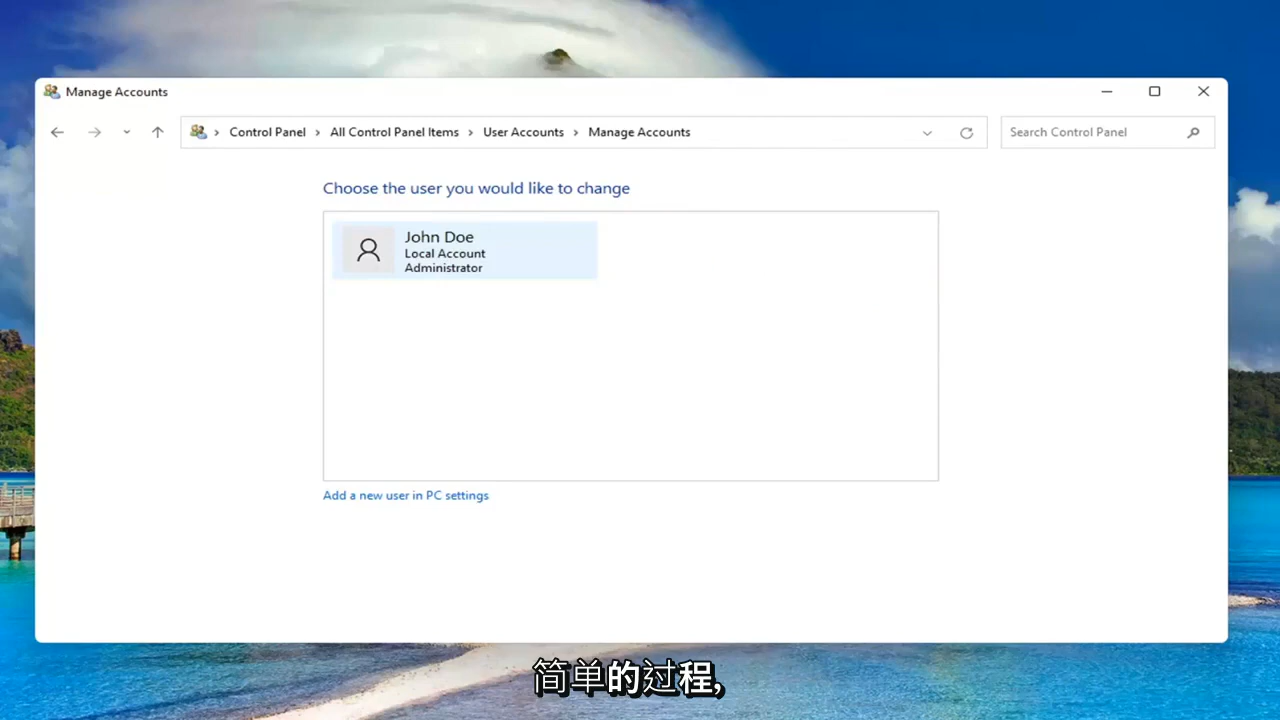 Manage Accounts
Control Panel > All Control Panel Items > User Accounts > Manage Accounts
Search Control Panel
Choose the user you would like to change
John Doe
Local Account
Administrator
Add a new user in PC settings
简单的过程,